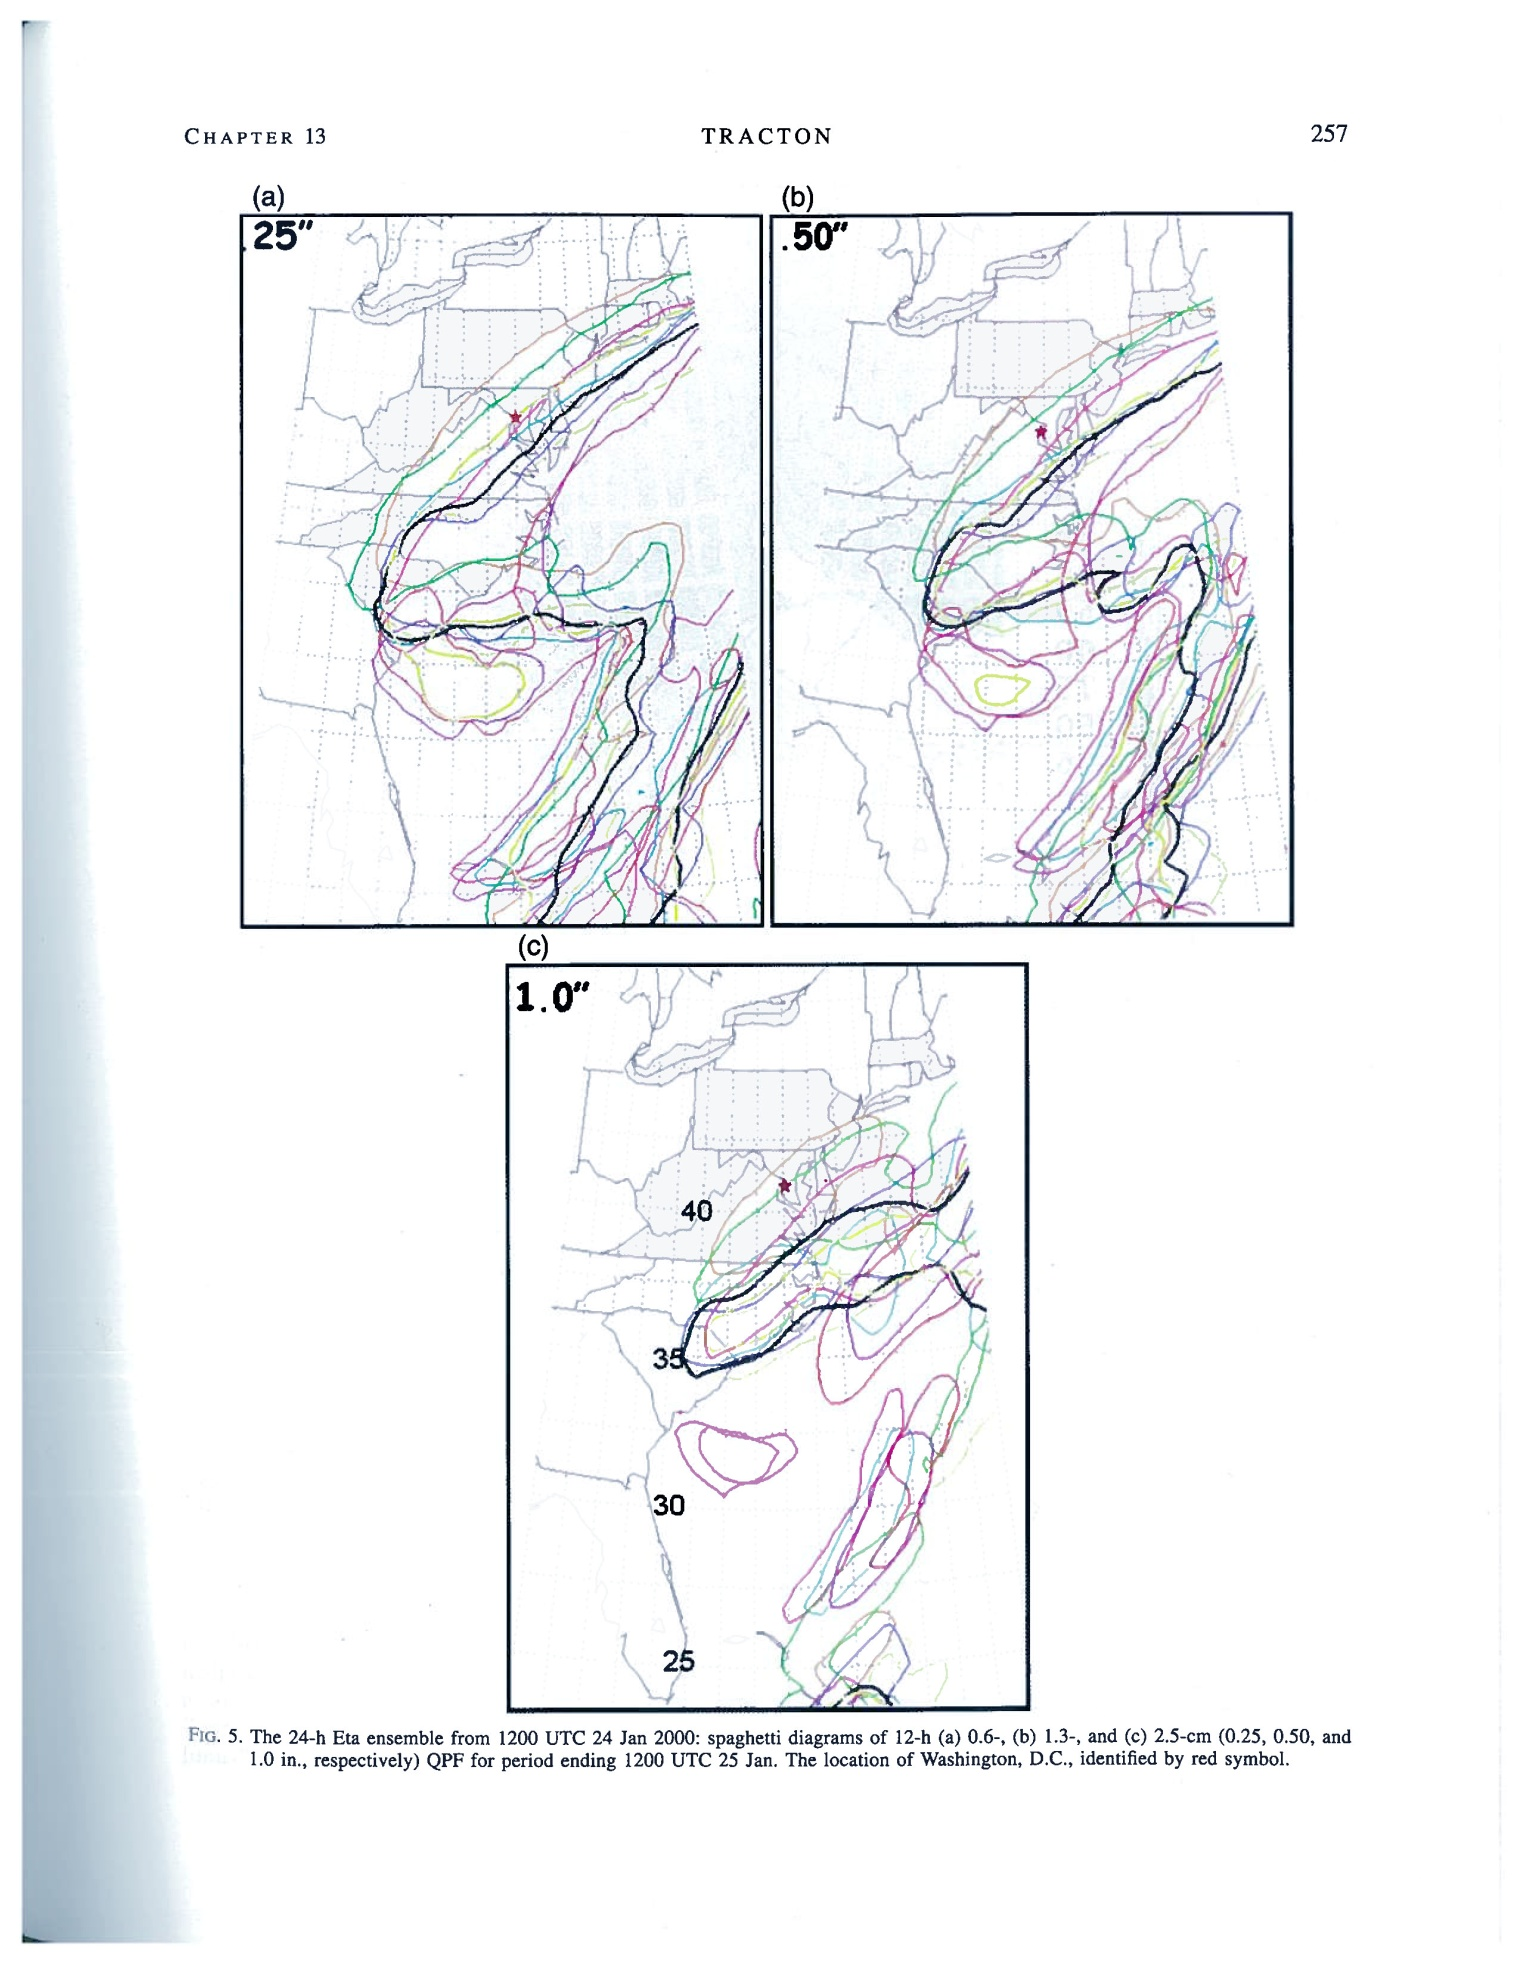 CHAPTER 13
TRACTON
257
(a)
(b)
.25"
.50"
(c)
1.0"
40
35
30
25
FIG. 5. The 24-h Eta ensemble from 1200 UTC 24 Jan 2000: spaghetti diagrams of 12-h (a) 0.6-, (b) 1.3-, and (c) 2.5-cm (0.25, 0.50, and
1.0 in., respectively) QPF for period ending 1200 UTC 25 Jan. The location of Washington, D.C., identified by red symbol.